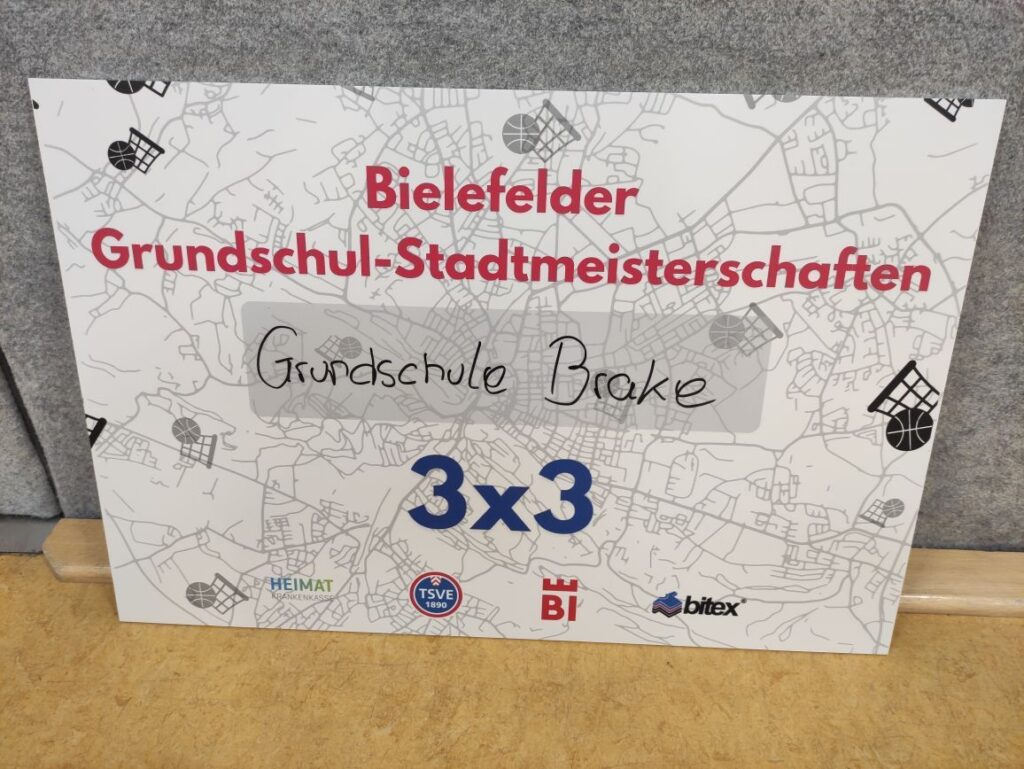 Bielefelder
Grundschul-Stadtmeisterschaften
Grundschule Brake
3x3
HEIMAT
KRANKENKASSE
TSVE
1890
BI
bitex®